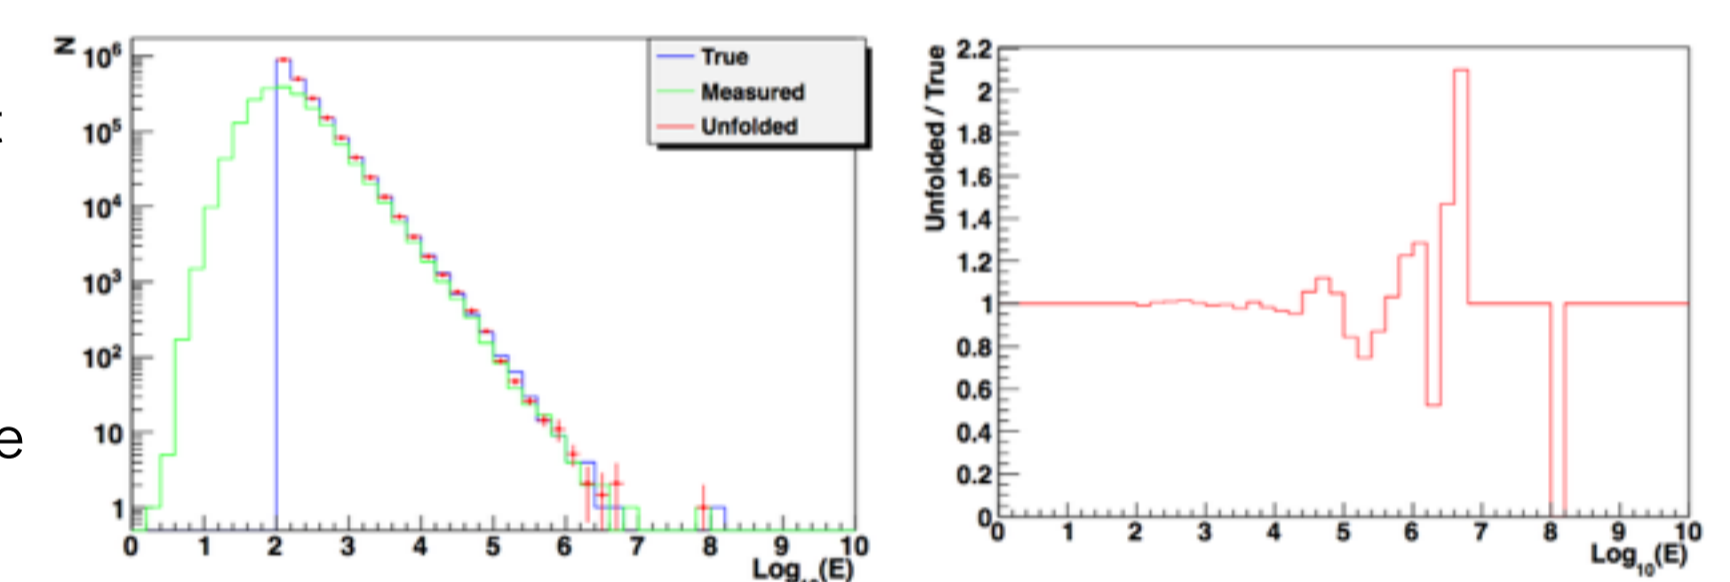 N
10⁶
10⁵
10⁴
10³
10²
10
1
0 1 2 3 4 5 6 7 8 9 10
Log₁₀(E)
True
Measured
Unfolded
Unfolded / True
2.2
2
1.8
1.6
1.4
1.2
1
0.8
0.6
0.4
0.2
0
0 1 2 3 4 5 6 7 8 9 10
Log₁₀(E)
e